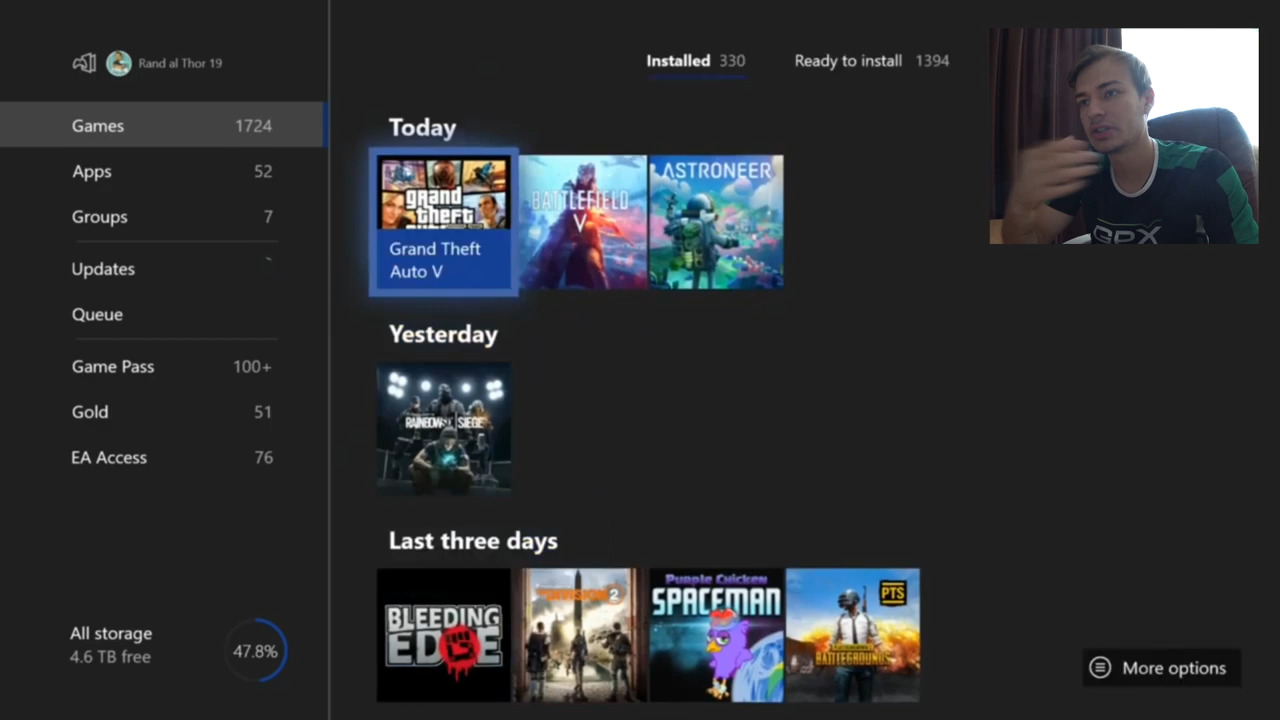 Rand al Thor 19
Installed 330
Ready to install 1394
Games 1724
Apps 52
Groups 7
Updates
Queue
Game Pass 100+
Gold 51
EA Access 76
All storage
4.6 TB free
47.8%
Today
grand
theft
Grand Theft
Auto V
BATTLEFIELD
V
ASTRONEER
Yesterday
RAINBOW SIEGE
Last three days
BLEEDING
EDGE
THE DIVISION 2
Purple Chicken
SPACEMAN
PTS
BATTLEGROUNDS
More options
GPX